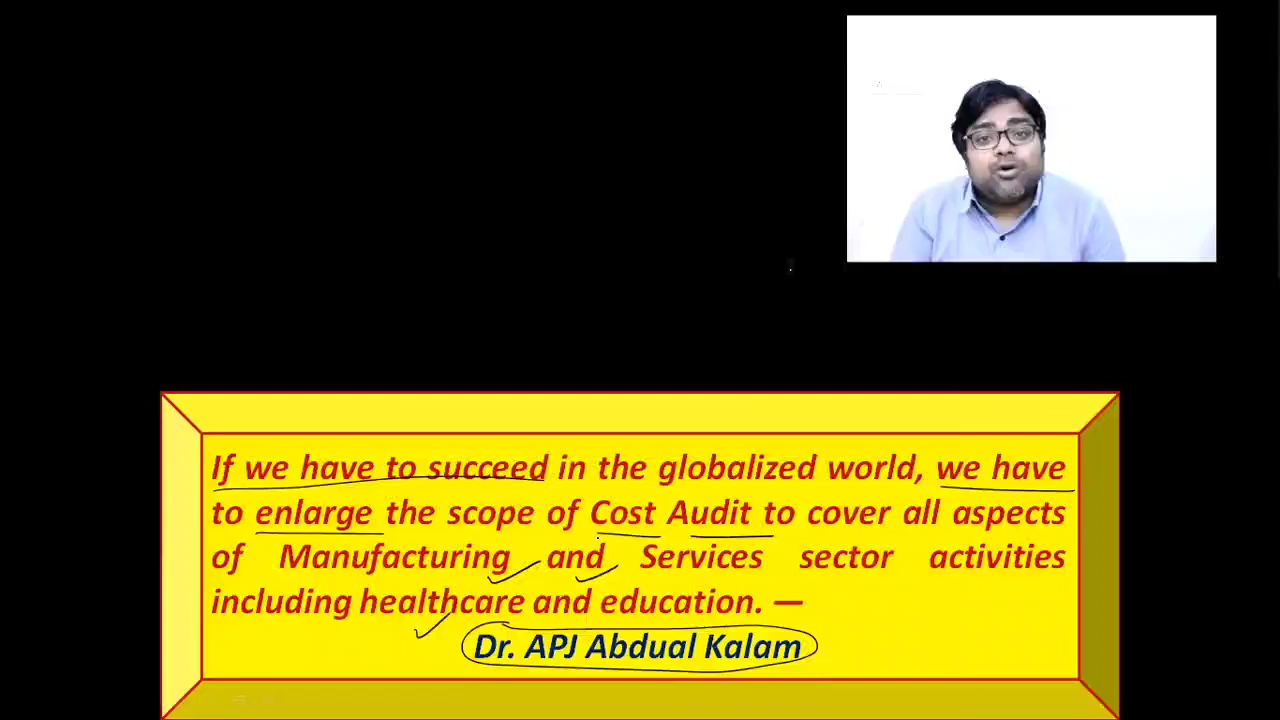 If we have to succeed in the globalized world, we have
to enlarge the scope of Cost Audit to cover all aspects
of Manufacturing and Services sector activities
including healthcare and education. —
Dr. APJ Abdual Kalam